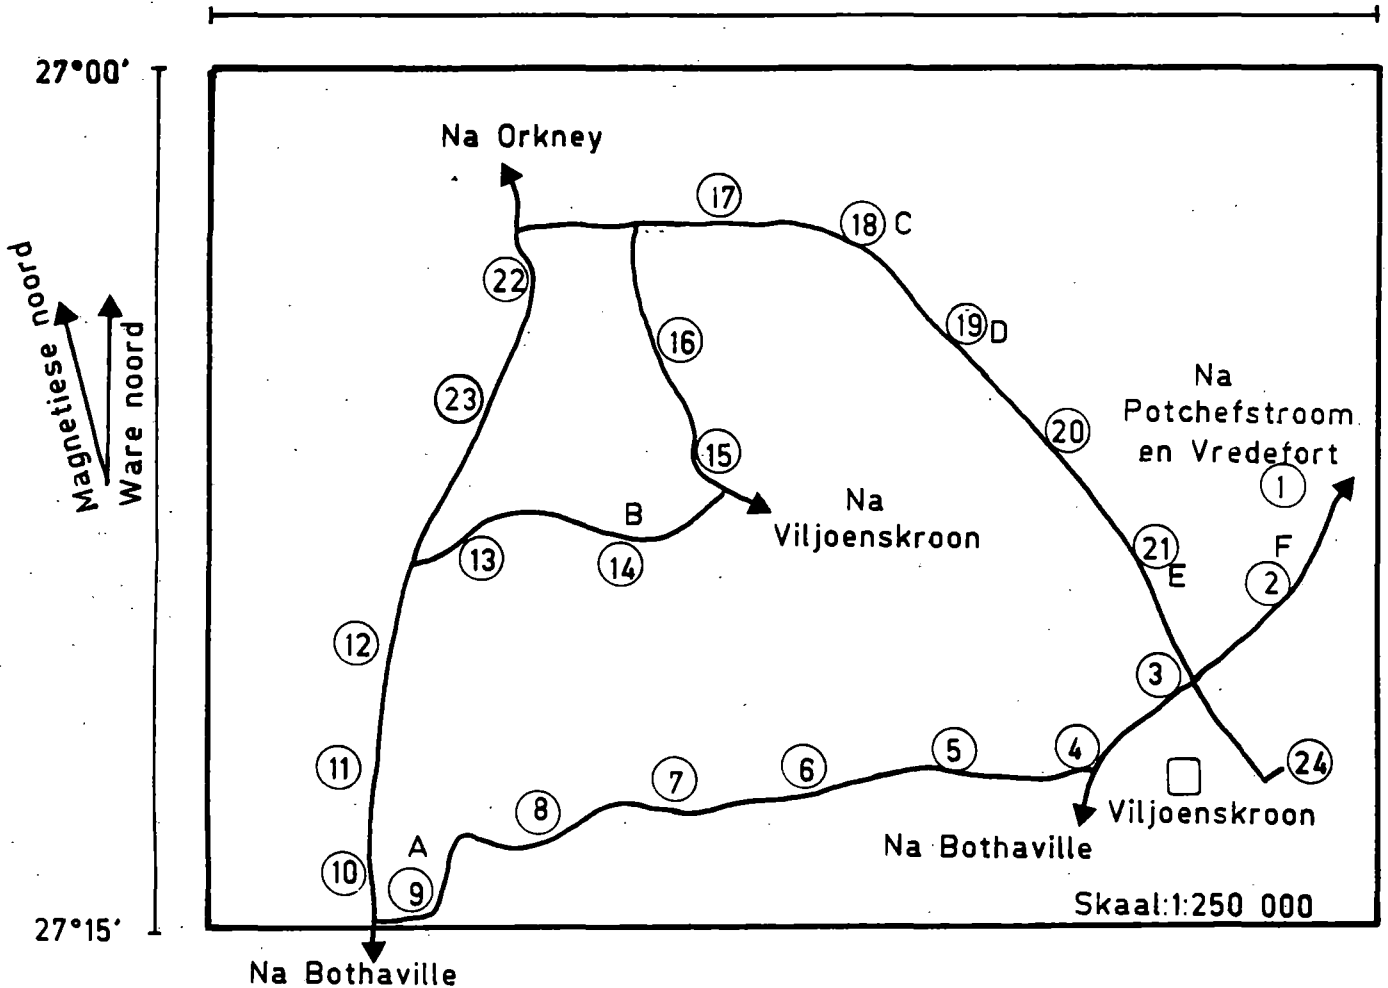 27°00'
Na Orkney
17
18 C
22
19 D
16
23
Magnetiese noord
Ware noord
Na
Potchefstroom
en Vredefort
20
15
1
Na
Viljoenskroon
B
13
14
21
E
F
2
12
3
11
7
6
5
4
24
8
Viljoenskroon
A
10
9
Na Bothaville
Skaal:1:250 000
27°15'
Na Bothaville